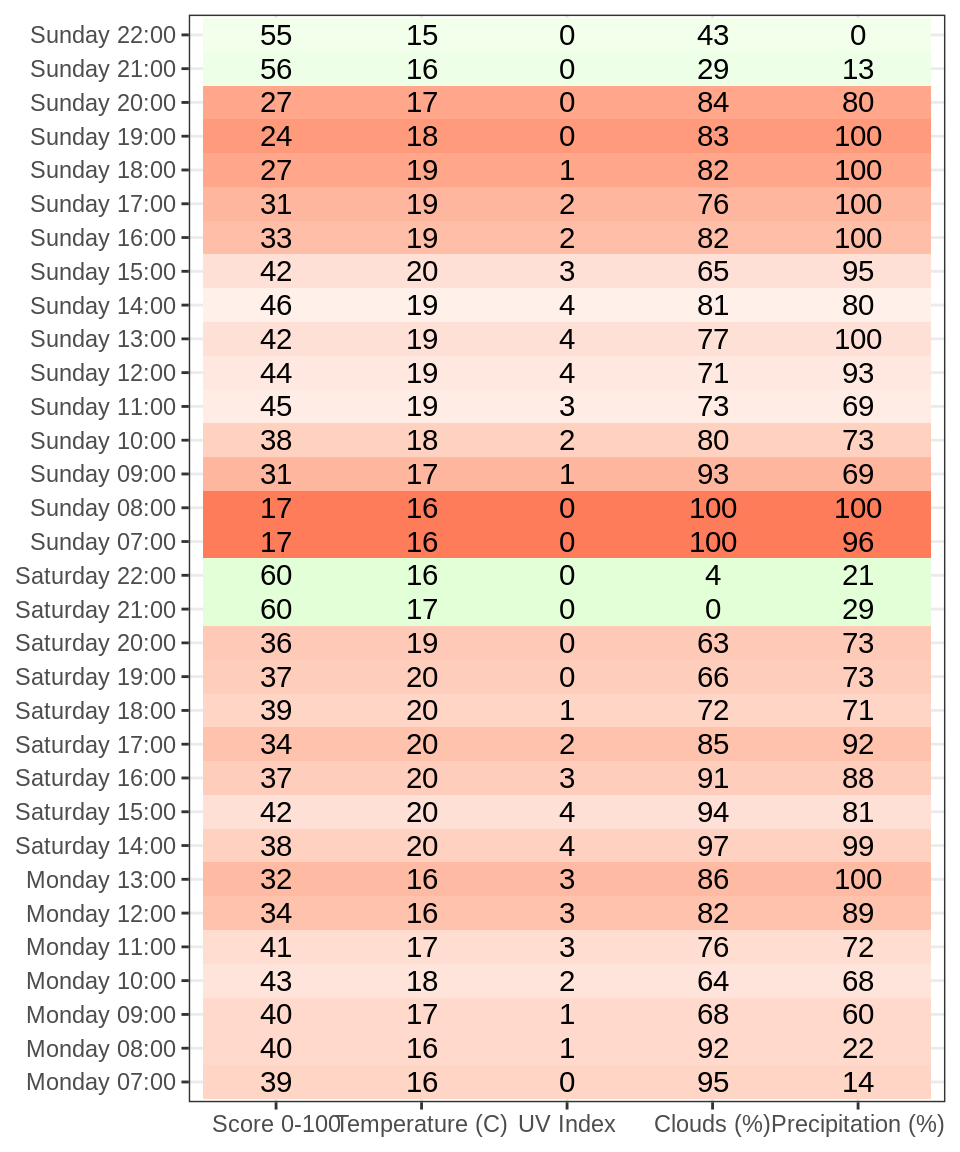 Sunday 22:00 55 15 0 43 0
Sunday 21:00 56 16 0 29 13
Sunday 20:00 27 17 0 84 80
Sunday 19:00 24 18 0 83 100
Sunday 18:00 27 19 1 82 100
Sunday 17:00 31 19 2 76 100
Sunday 16:00 33 19 2 82 100
Sunday 15:00 42 20 3 65 95
Sunday 14:00 46 19 4 81 80
Sunday 13:00 42 19 4 77 100
Sunday 12:00 44 19 4 71 93
Sunday 11:00 45 19 3 73 69
Sunday 10:00 38 18 2 80 73
Sunday 09:00 31 17 1 93 69
Sunday 08:00 17 16 0 100 100
Sunday 07:00 17 16 0 100 96
Saturday 22:00 60 16 0 4 21
Saturday 21:00 60 17 0 0 29
Saturday 20:00 36 19 0 63 73
Saturday 19:00 37 20 0 66 73
Saturday 18:00 39 20 1 72 71
Saturday 17:00 34 20 2 85 92
Saturday 16:00 37 20 3 91 88
Saturday 15:00 42 20 4 94 81
Saturday 14:00 38 20 4 97 99
Monday 13:00 32 16 3 86 100
Monday 12:00 34 16 3 82 89
Monday 11:00 41 17 3 76 72
Monday 10:00 43 18 2 64 68
Monday 09:00 40 17 1 68 60
Monday 08:00 40 16 1 92 22
Monday 07:00 39 16 0 95 14
Score 0-100 Temperature (C) UV Index Clouds (%) Precipitation (%)